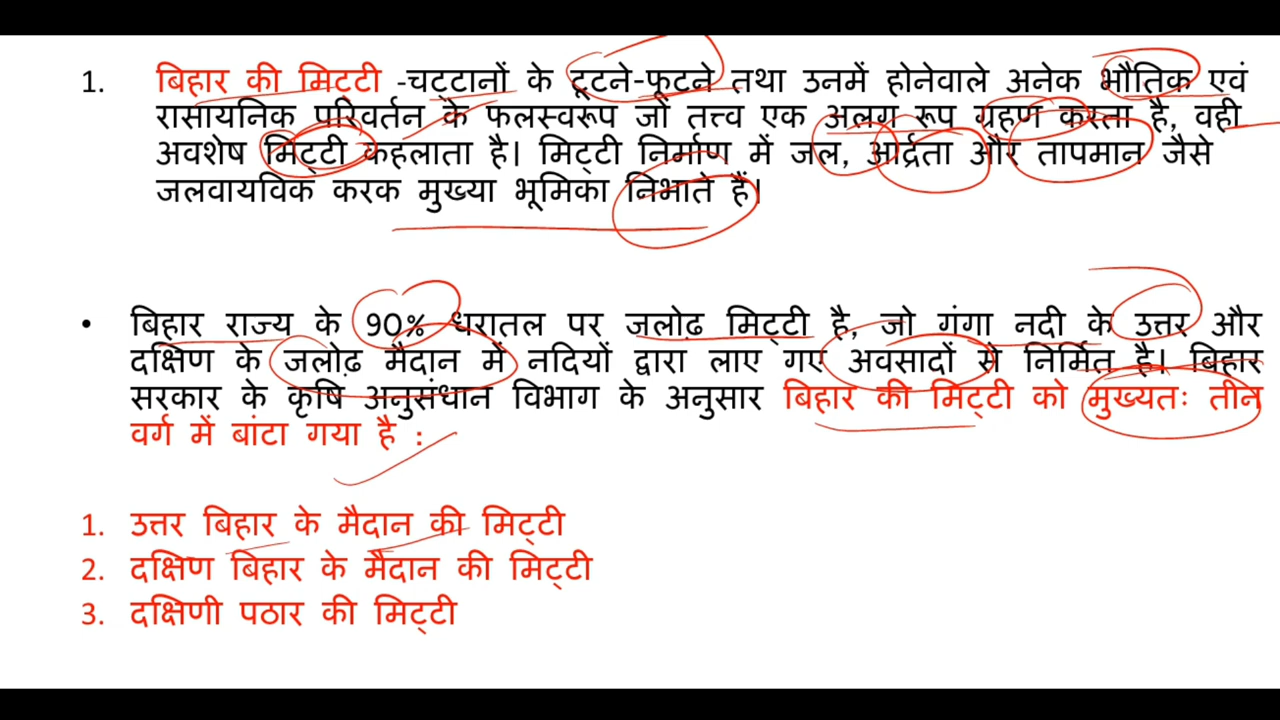 1. बिहार की मिट्टी -चट्टानों के टूटने-फूटने तथा उनमें होनेवाले अनेक भौतिक एवं
रासायनिक परिवर्तन के फलस्वरूप जो तत्त्व एक अलग रूप ग्रहण करता है, वही
अवशेष मिट्टी कहलाता है। मिट्टी निर्माण में जल, आर्द्रता और तापमान जैसे
जलवायविक करक मुख्या भूमिका निभाते हैं।
• बिहार राज्य के 90% धरातल पर जलोढ़ मिट्टी है, जो गंगा नदी के उत्तर और
दक्षिण के जलोढ़ मैदान में नदियों द्वारा लाए गए अवसादों से निर्मित है। बिहार
सरकार के कृषि अनुसंधान विभाग के अनुसार बिहार की मिट्टी को मुख्यतः तीन
वर्ग में बांटा गया है :
1. उत्तर बिहार के मैदान की मिट्टी
2. दक्षिण बिहार के मैदान की मिट्टी
3. दक्षिणी पठार की मिट्टी